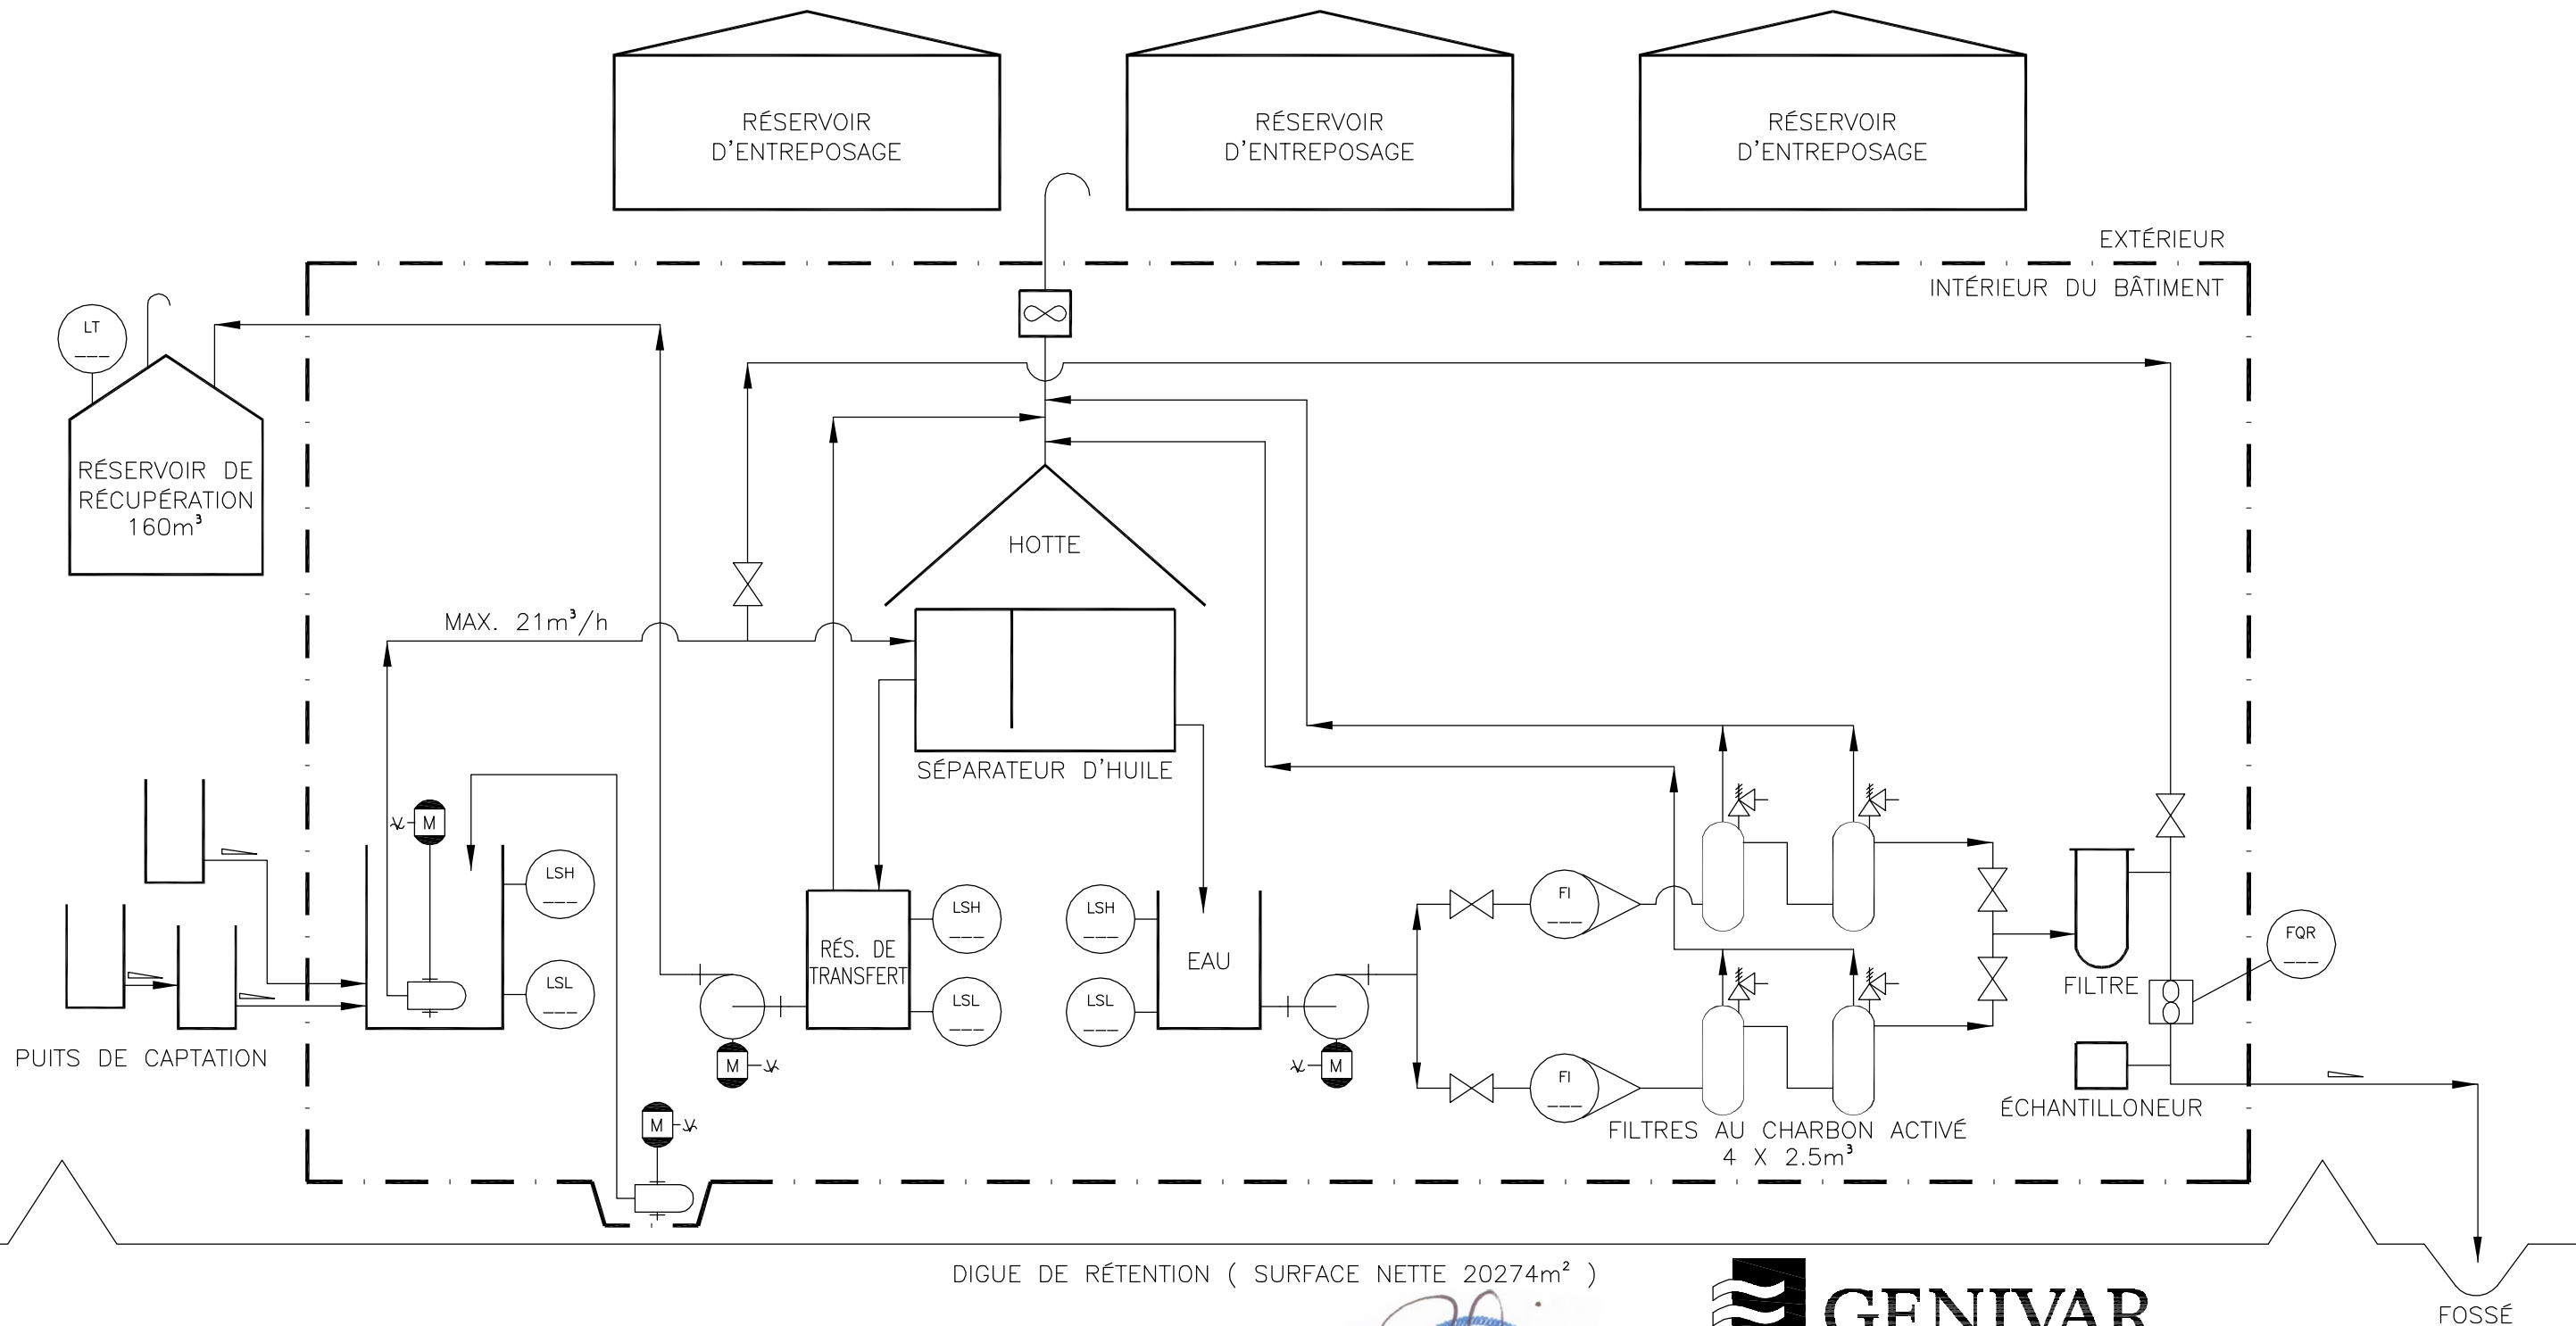 RÉSERVOIR
D'ENTREPOSAGE
RÉSERVOIR
D'ENTREPOSAGE
RÉSERVOIR
D'ENTREPOSAGE
EXTÉRIEUR
INTÉRIEUR DU BÂTIMENT
LT
RÉSERVOIR DE
RÉCUPÉRATION
160m³
HOTTE
MAX. 21m³/h
SÉPARATEUR D'HUILE
M
LSH
LSL
PUITS DE CAPTATION
M
RÉS. DE
TRANSFERT
LSH
LSL
M
LSH
LSL
EAU
M
FI
FI
FILTRES AU CHARBON ACTIVÉ
4 X 2.5m³
FILTRE
FQR
ÉCHANTILLONEUR
DIGUE DE RÉTENTION ( SURFACE NETTE 20274m² )
GENIVAR
FOSSÉ